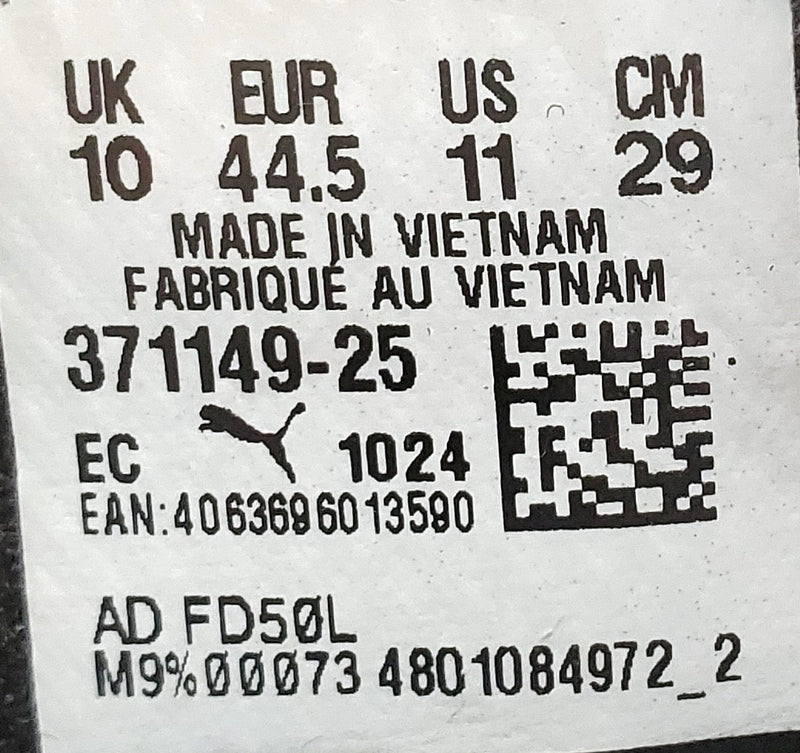 UK EUR US CM
10 44.5 11 29
MADE IN VIETNAM
FABRIQUÉ AU VIETNAM
371149-25
EC 1024
EAN:4063696013590
AD FD50L
M9%00073 4801084972_2